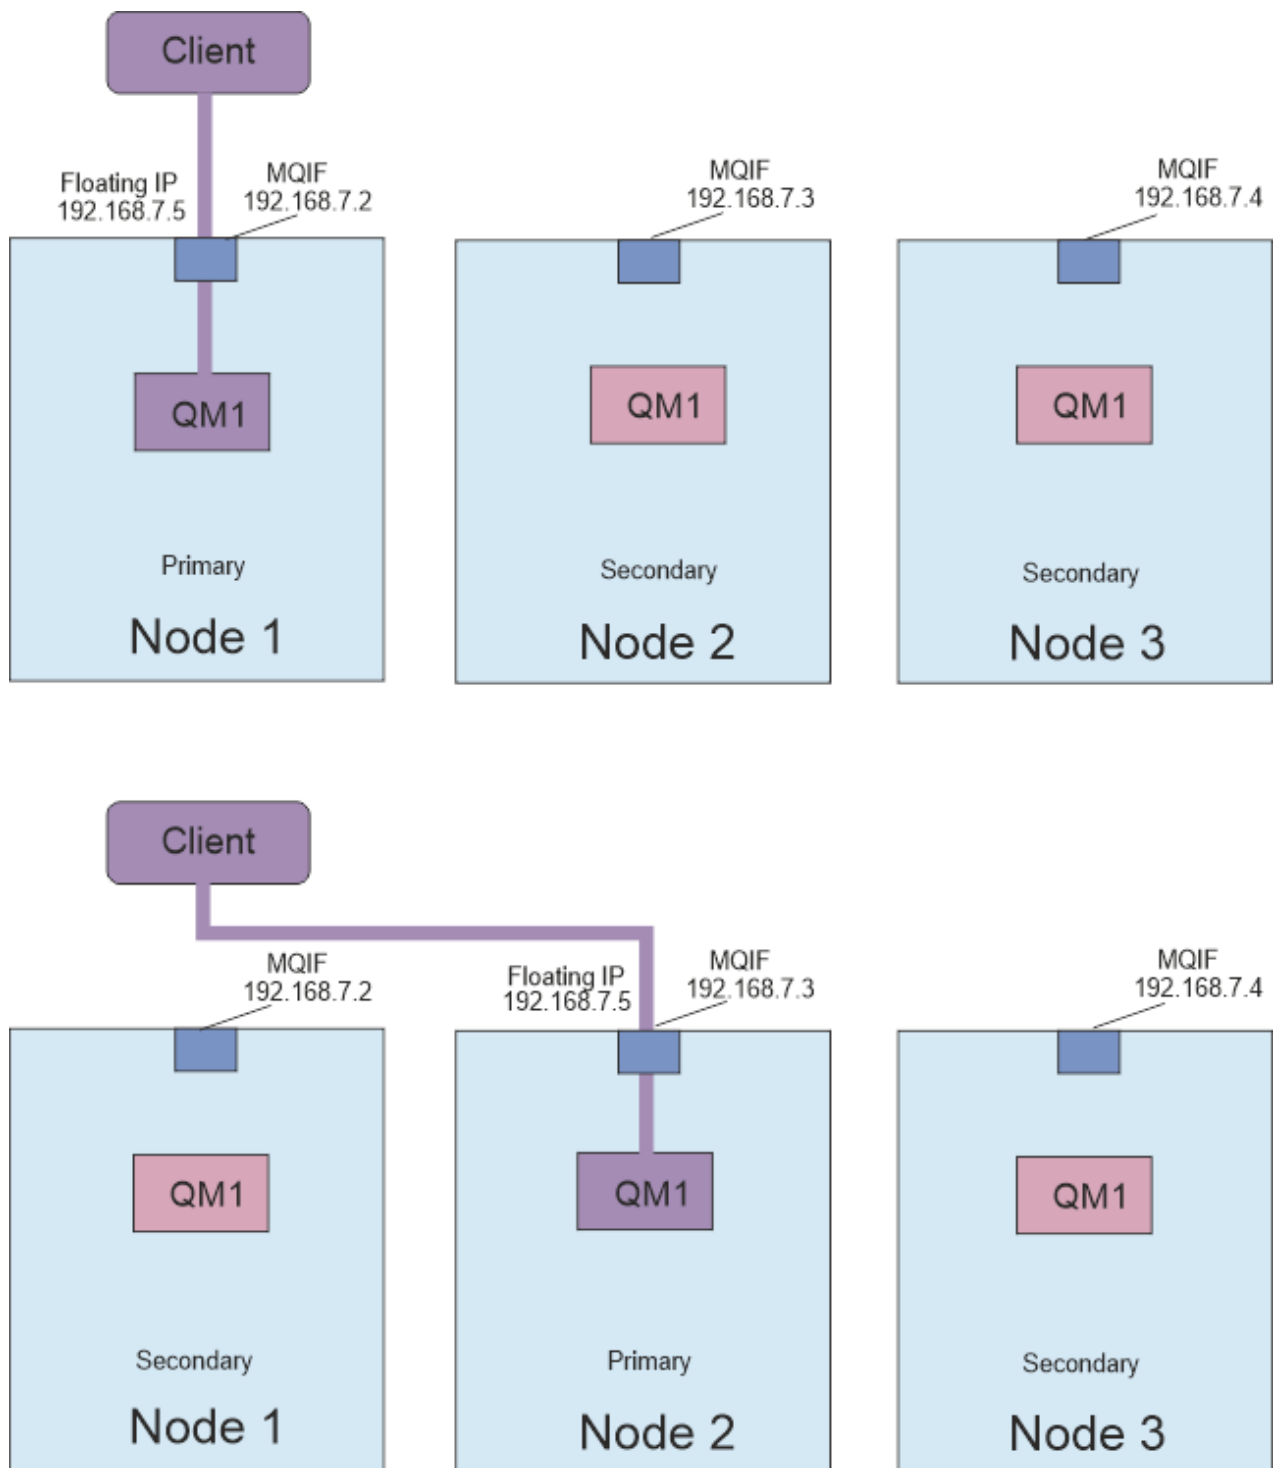 Client
Floating IP
192.168.7.5
MQIF
192.168.7.2
MQIF
192.168.7.3
MQIF
192.168.7.4
QM1
QM1
QM1
Primary
Secondary
Secondary
Node 1
Node 2
Node 3
Client
MQIF
192.168.7.2
Floating IP
192.168.7.5
MQIF
192.168.7.3
MQIF
192.168.7.4
QM1
QM1
QM1
Secondary
Primary
Secondary
Node 1
Node 2
Node 3